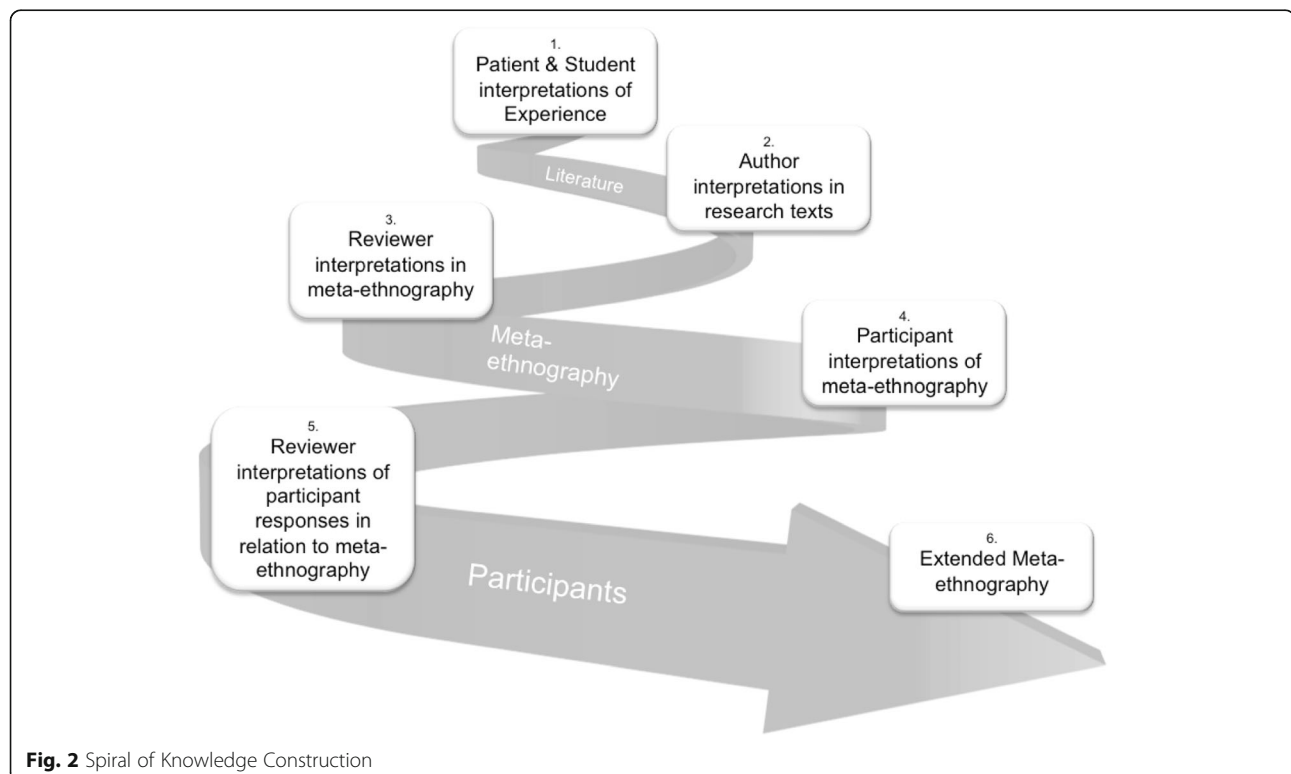 1.
Patient & Student
interpretations of
Experience
Literature
2.
Author
interpretations in
research texts
3.
Reviewer
interpretations in
meta-ethnography
Meta-
ethnography
4.
Participant
interpretations of
meta-ethnography
5.
Reviewer
interpretations of
participant
responses in
relation to meta-
ethnography
Participants
6.
Extended Meta-
ethnography
Fig. 2 Spiral of Knowledge Construction